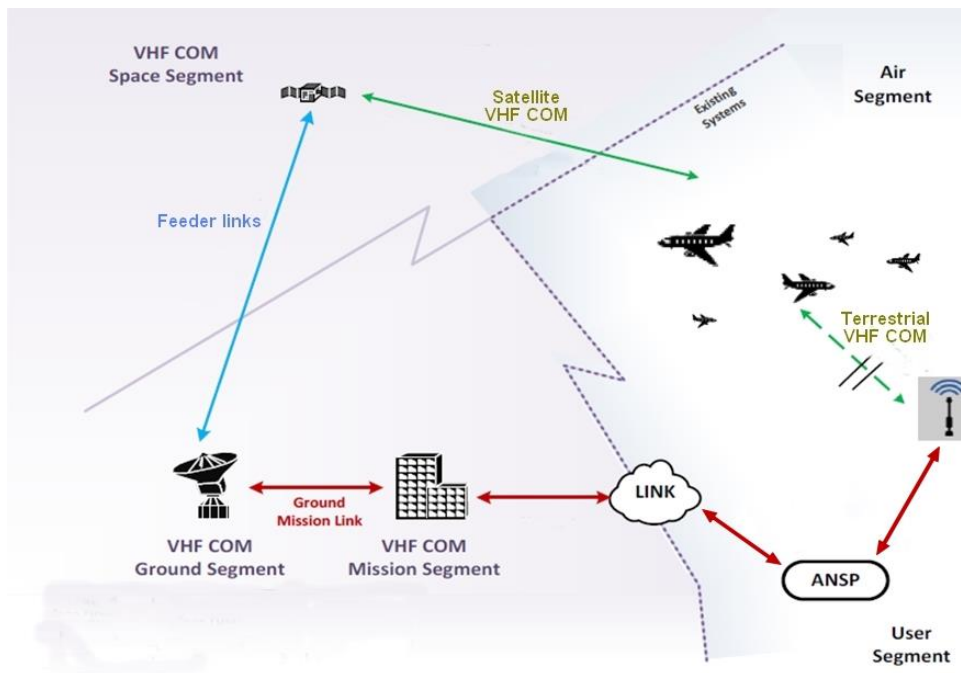 VHF COM
Space Segment
Satellite
VHF COM
Existing
Systems
Air
Segment
Feeder links
Terrestrial
VHF COM
Ground
Mission Link
LINK
VHF COM
Ground Segment
VHF COM
Mission Segment
ANSP
User
Segment